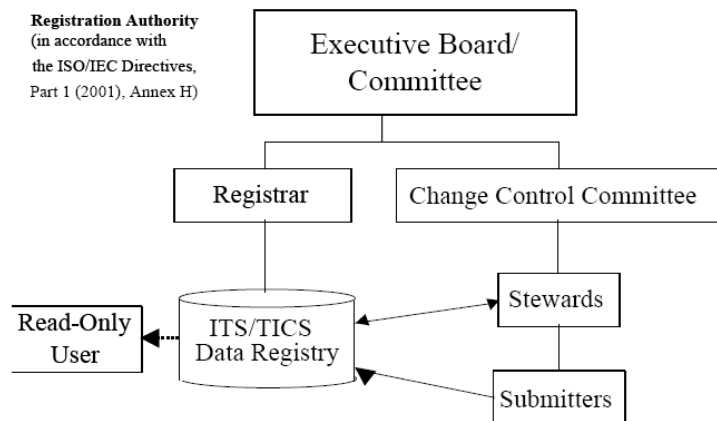 Registration Authority
(in accordance with
the ISO/IEC Directives,
Part 1 (2001), Annex H)
Executive Board/
Committee
Registrar
Change Control Committee
Read-Only
User
ITS/TICS
Data Registry
Stewards
Submitters